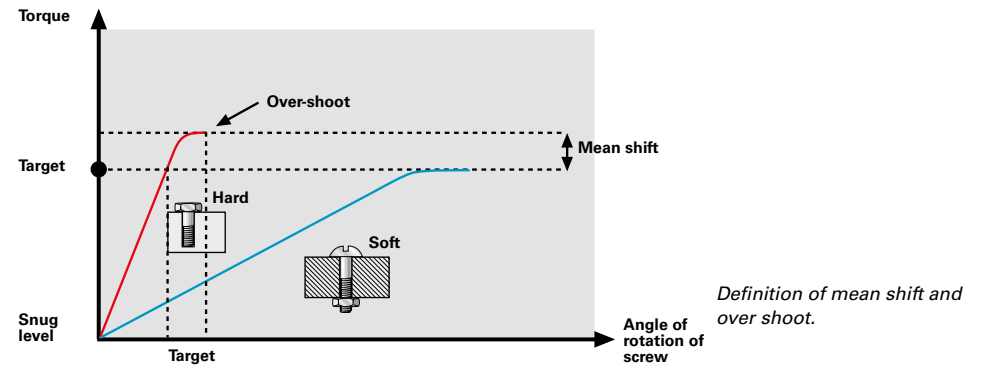 Torque
Over-shoot
Mean shift
Target
Hard
Soft
Definition of mean shift and
over shoot.
Snug
level
Angle of
rotation of
screw
Target